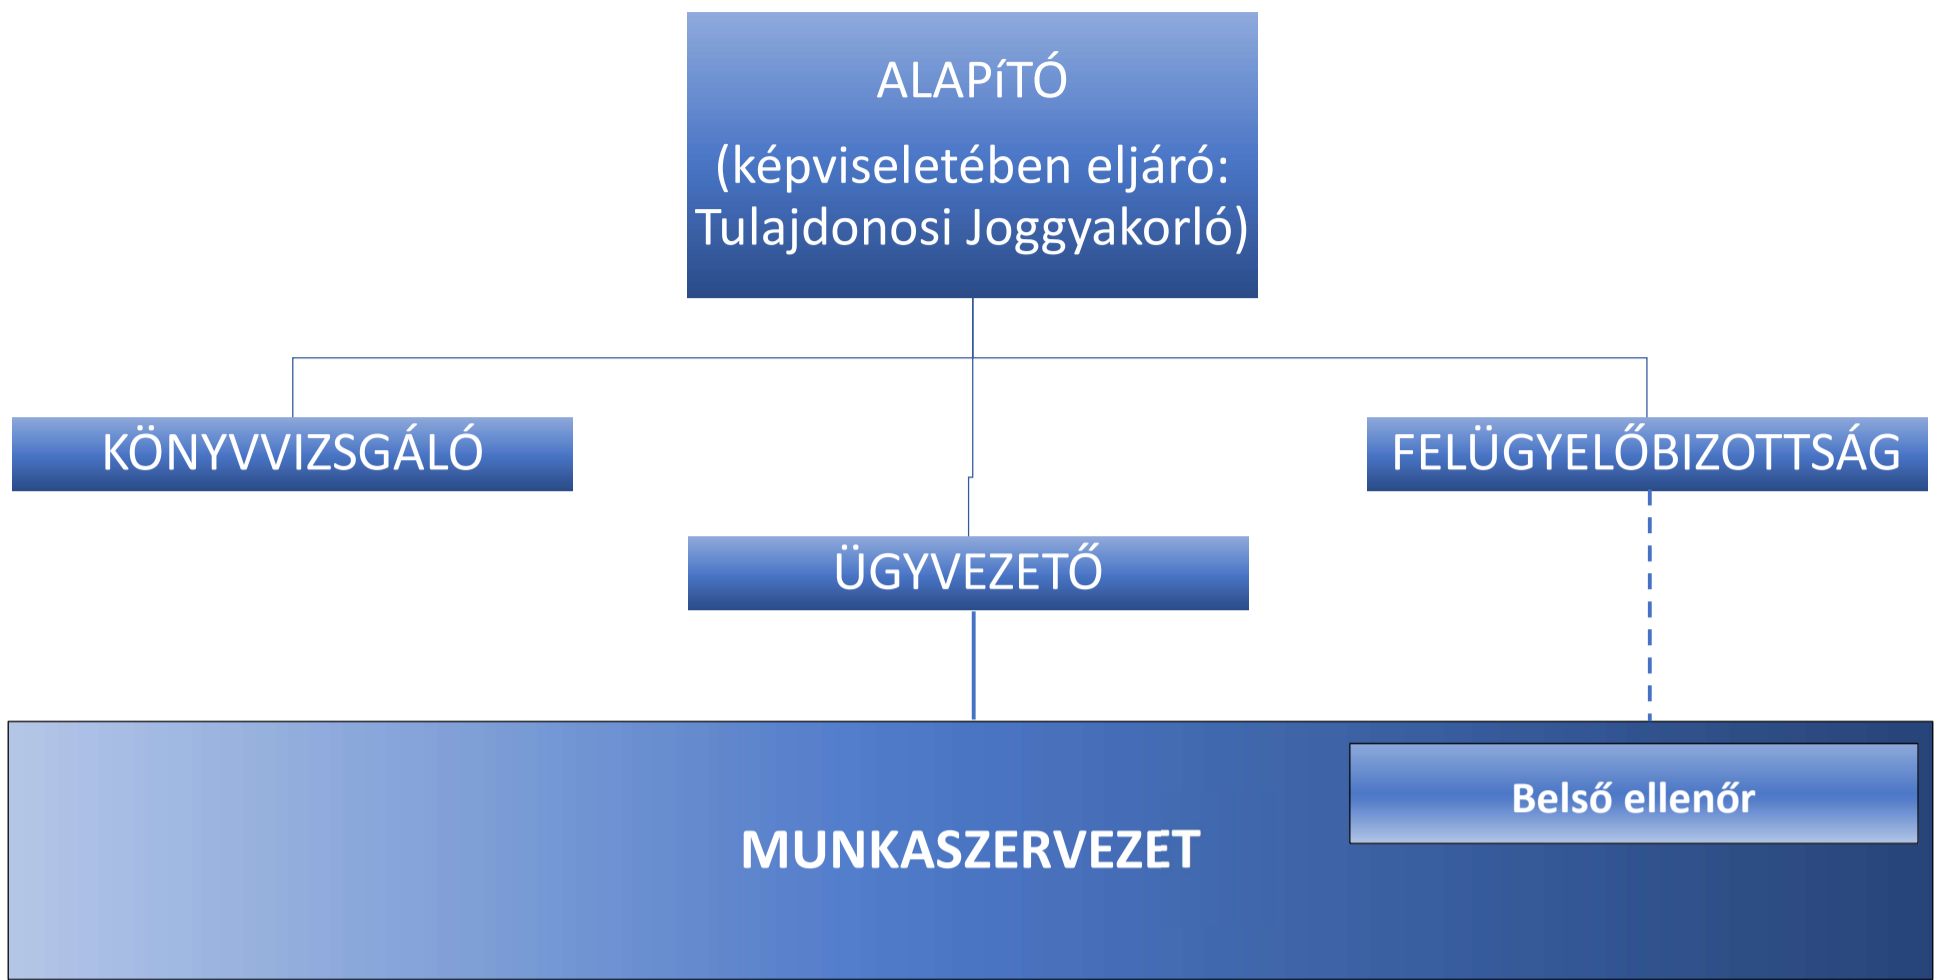 ALAPíTÓ
(képviseletében eljáró:
Tulajdonosi Joggyakorló)
KÖNYVVIZSGÁLÓ
FELÜGYELŐBIZOTTSÁG
ÜGYVEZETŐ
Belső ellenőr
MUNKASZERVEZET